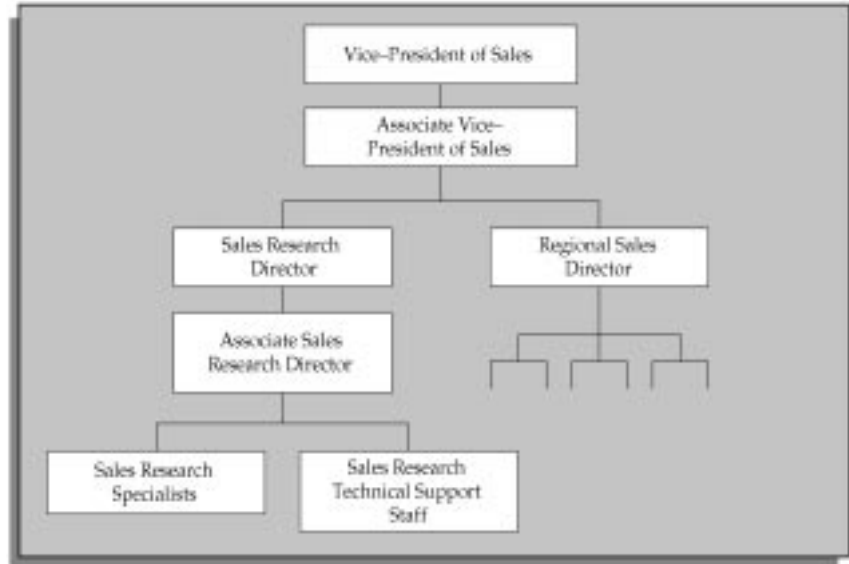 Vice–President of Sales
Associate Vice–
President of Sales
Sales Research
Director
Regional Sales
Director
Associate Sales
Research Director
Sales Research
Specialists
Sales Research
Technical Support
Staff